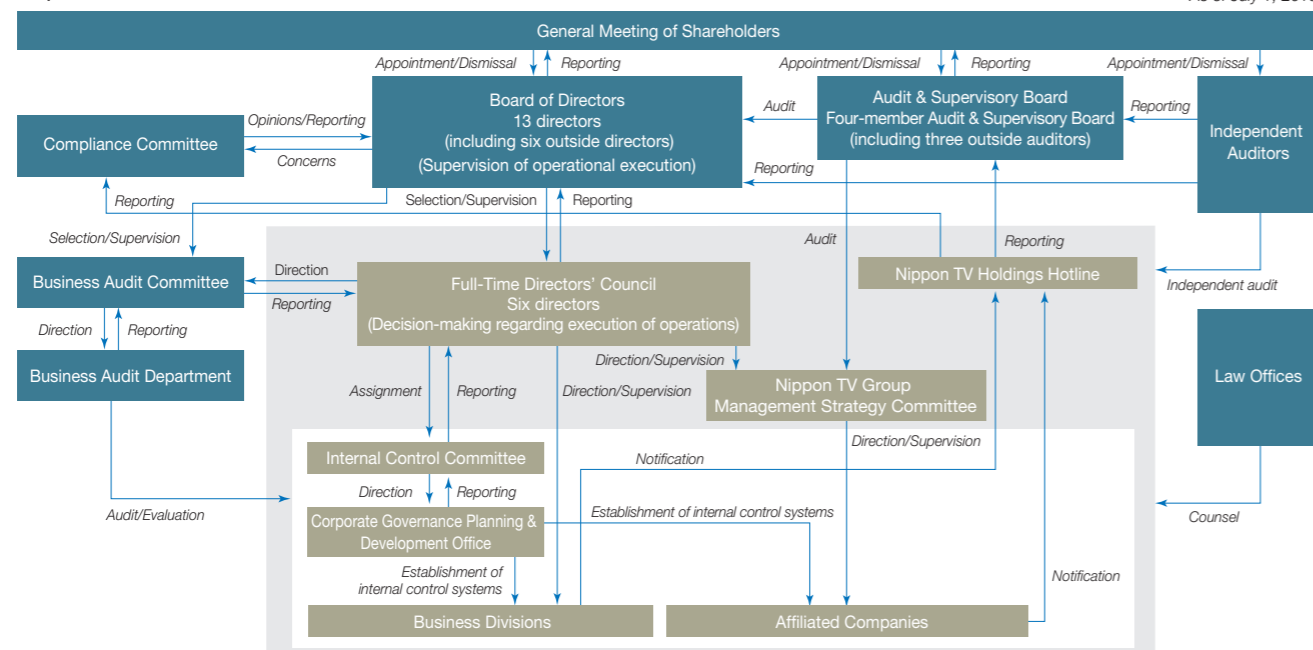 General Meeting of Shareholders
Appointment/Dismissal
Reporting
Appointment/Dismissal
Reporting
Appointment/Dismissal
Board of Directors
13 directors
(including six outside directors)
(Supervision of operational execution)
Audit
Audit & Supervisory Board
Four-member Audit & Supervisory Board
(including three outside auditors)
Reporting
Independent
Auditors
Compliance Committee
Opinions/Reporting
Concerns
Reporting
Reporting
Selection/Supervision
Reporting
Selection/Supervision
Audit
Reporting
Business Audit Committee
Direction
Reporting
Full-Time Directors' Council
Six directors
(Decision-making regarding execution of operations)
Nippon TV Holdings Hotline
Independent audit
Direction
Reporting
Business Audit Department
Direction/Supervision
Assignment
Reporting
Direction/Supervision
Nippon TV Group
Management Strategy Committee
Law Offices
Direction/Supervision
Internal Control Committee
Notification
Direction
Reporting
Audit/Evaluation
Corporate Governance Planning &
Development Office
Establishment of internal control systems
Counsel
Establishment of
internal control systems
Notification
Business Divisions
Affiliated Companies